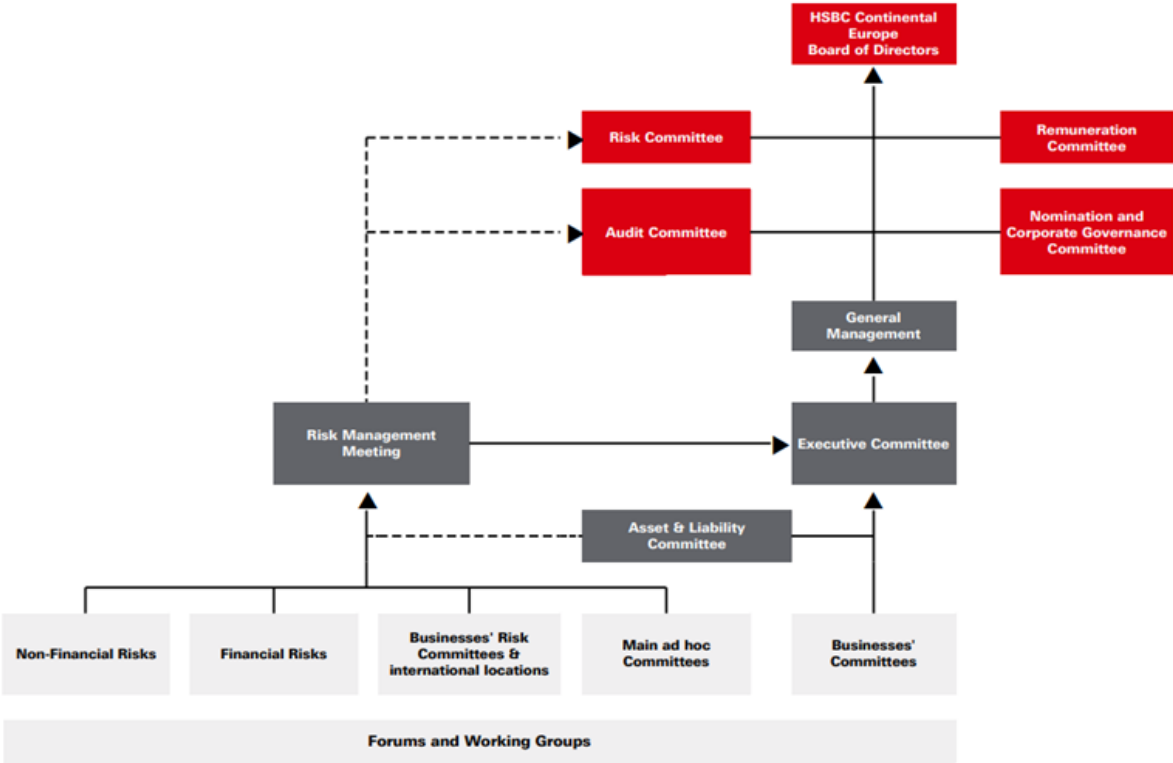 HSBC Continental
Europe
Board of Directors
Risk Committee
Remuneration
Committee
Audit Committee
Nomination and
Corporate Governance
Committee
General
Management
Risk Management
Meeting
Executive Committee
Asset & Liability
Committee
Non-Financial Risks
Financial Risks
Businesses' Risk
Committees &
international locations
Main ad hoc
Committees
Businesses'
Committees
Forums and Working Groups